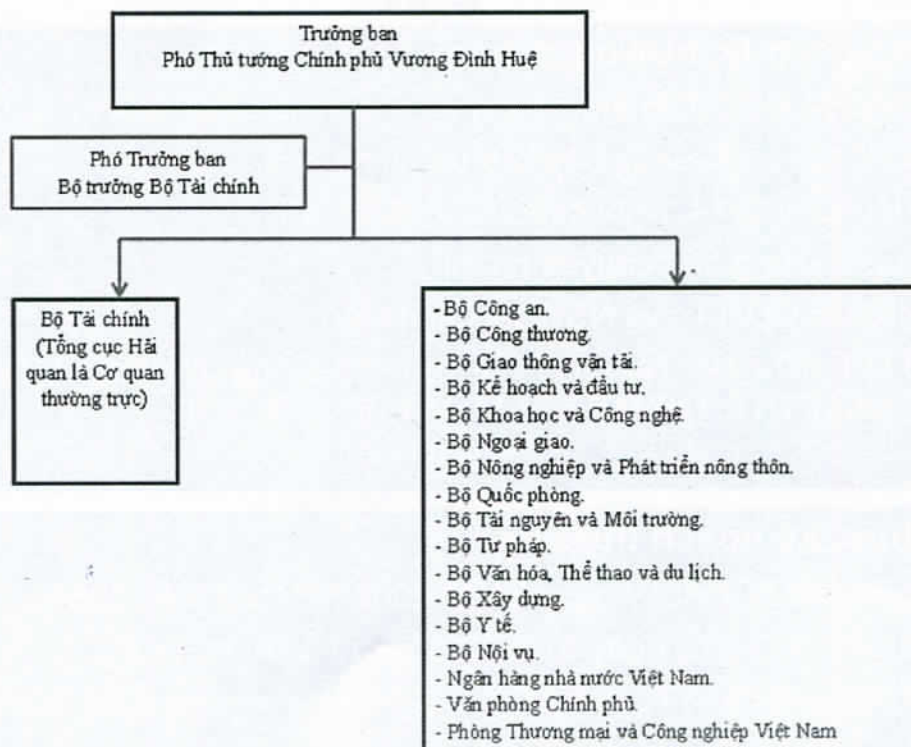 Trưởng ban
Phó Thủ tướng Chính phủ Vương Đình Huệ
Phó Trưởng ban
Bộ trưởng Bộ Tài chính
Bộ Tài chính
(Tổng cục Hải
quan là Cơ quan
thường trực)
- Bộ Công an.
- Bộ Công thương.
- Bộ Giao thông vận tải.
- Bộ Kế hoạch và đầu tư.
- Bộ Khoa học và Công nghệ.
- Bộ Ngoại giao.
- Bộ Nông nghiệp và Phát triển nông thôn.
- Bộ Quốc phòng.
- Bộ Tài nguyên và Môi trường.
- Bộ Tư pháp.
- Bộ Văn hóa, Thể thao và du lịch.
- Bộ Xây dựng.
- Bộ Y tế.
- Bộ Nội vụ.
- Ngân hàng nhà nước Việt Nam.
- Văn phòng Chính phủ.
- Phòng Thương mại và Công nghiệp Việt Nam